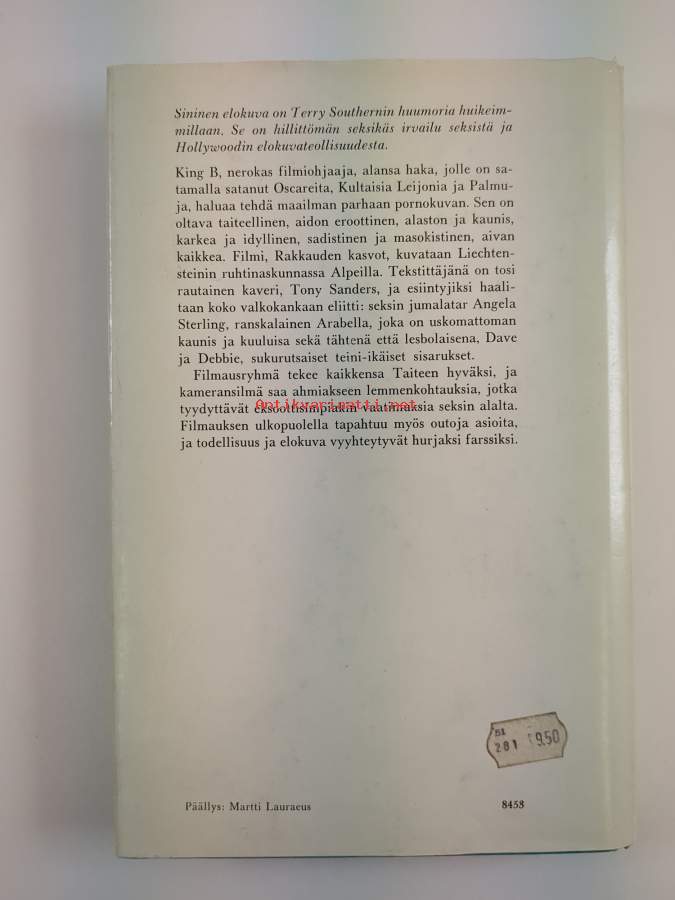 Sininen elokuva on Terry Southernin huumoria huikeim-
millaan. Se on hillittömän seksikäs irvailu seksistä ja
Hollywoodin elokuvateollisuudesta.
King B, nerokas filmiohjaaja, alansa haka, jolle on sa-
tamalla satanut Oscareita, Kultaisia Leijonia ja Palmu-
ja, haluaa tehdä maailman parhaan pornokuvan. Sen on
oltava taiteellinen, aidon eroottinen, alaston ja kaunis,
karkea ja idyllinen, sadistinen ja masokistinen, aivan
kaikkea. Filmi, Rakkauden kasvot, kuvataan Liechten-
steinin ruhtinaskunnassa Alpeilla. Tekstittäjänä on tosi
rautainen kaveri, Tony Sanders, ja esiintyjiksi haali-
taan koko valkokankaan eliitti: seksin jumalatar Angela
Sterling, ranskalainen Arabella, joka on uskomattoman
kaunis ja kuuluisa sekä tähtenä että lesbolaisena, Dave
ja Debbie, sukurutsaiset teini-ikäiset sisarukset.
Filmausryhmä tekee kaikkensa Taiteen hyväksi, ja
kameransilmä saa ahmiakseen lemmenkohtauksia, jotka
tyydyttävät eksoottisimpiakin vaatimuksia seksin alalta.
Antikvariaatti.net
Filmauksen ulkopuolella tapahtuu myös outoja asioita,
ja todellisuus ja elokuva vyyhteytyvät hurjaksi farssiksi.
281 9.50
Päällys: Martti Lauraeus 8453